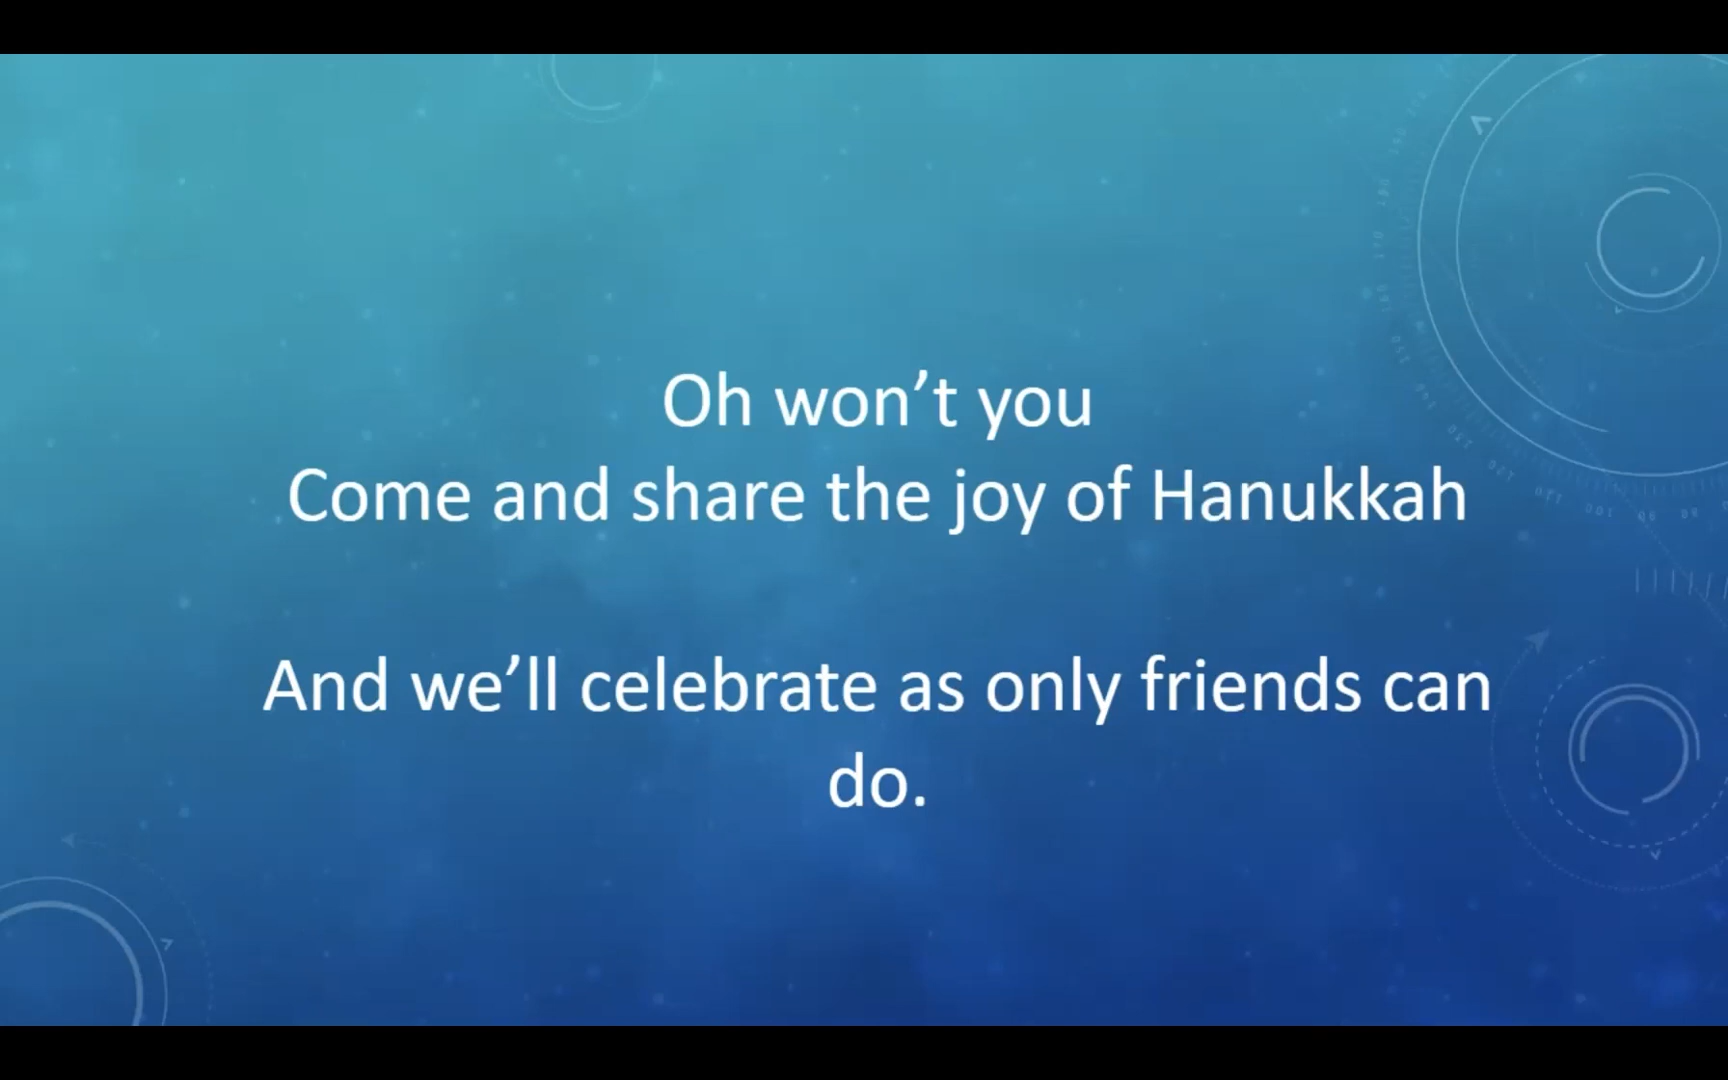 Oh won’t you
Come and share the joy of Hanukkah
And we’ll celebrate as only friends can
do.